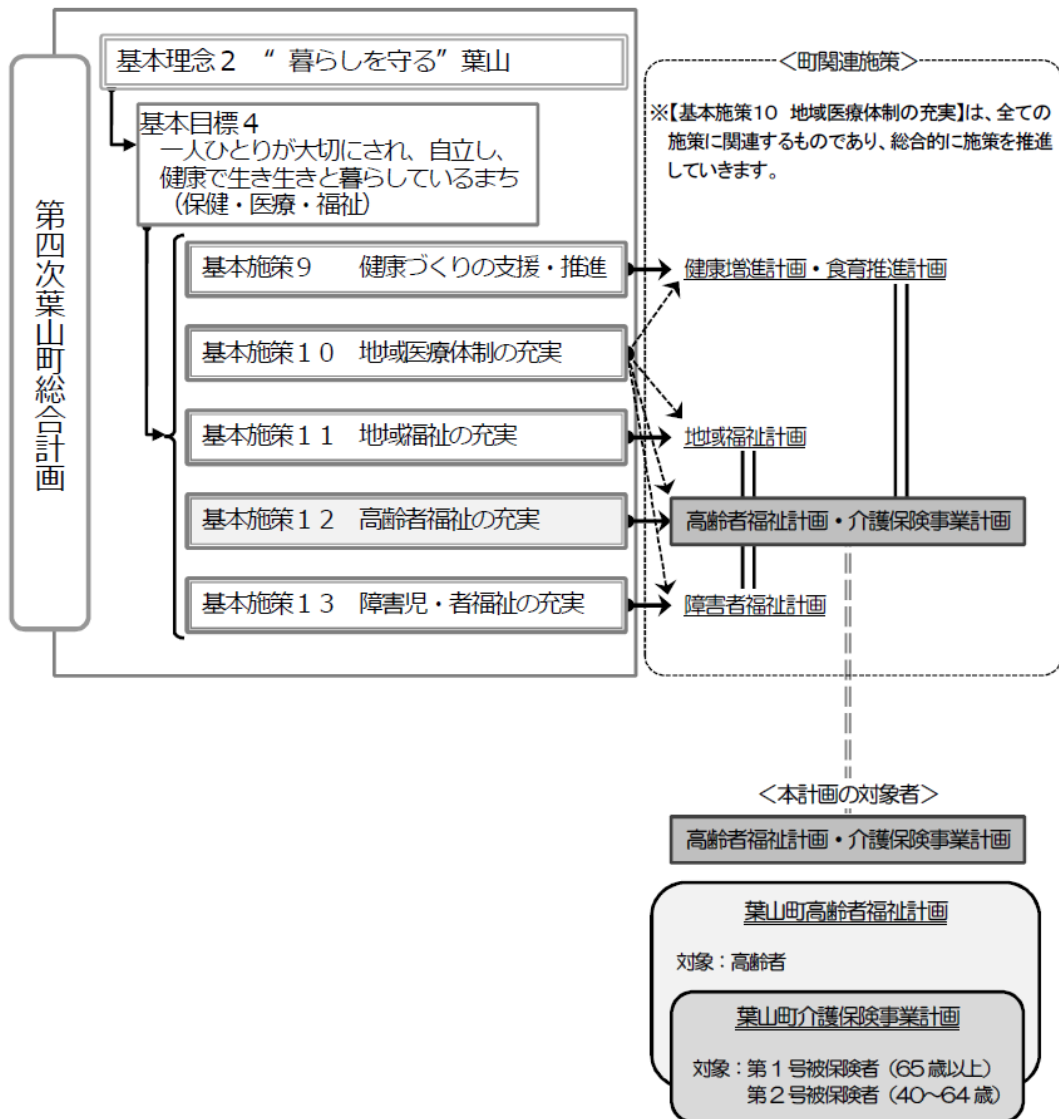 第四次葉山町総合計画
基本理念２　“ 暮らしを守る” 葉山
基本目標４
一人ひとりが大切にされ、自立し、
健康で生き生きと暮らしているまち
（保健・医療・福祉）
基本施策９　健康づくりの支援・推進
基本施策１０　地域医療体制の充実
基本施策１１　地域福祉の充実
基本施策１２　高齢者福祉の充実
基本施策１３　障害児・者福祉の充実
＜町関連施策＞
※【基本施策10 地域医療体制の充実】は、全ての
施策に関連するものであり、総合的に施策を推進
していきます。
健康増進計画・食育推進計画
地域福祉計画
高齢者福祉計画・介護保険事業計画
障害者福祉計画
＜本計画の対象者＞
高齢者福祉計画・介護保険事業計画
葉山町高齢者福祉計画
対象：高齢者
葉山町介護保険事業計画
対象：第１号被保険者（65歳以上）
第２号被保険者（40～64歳）